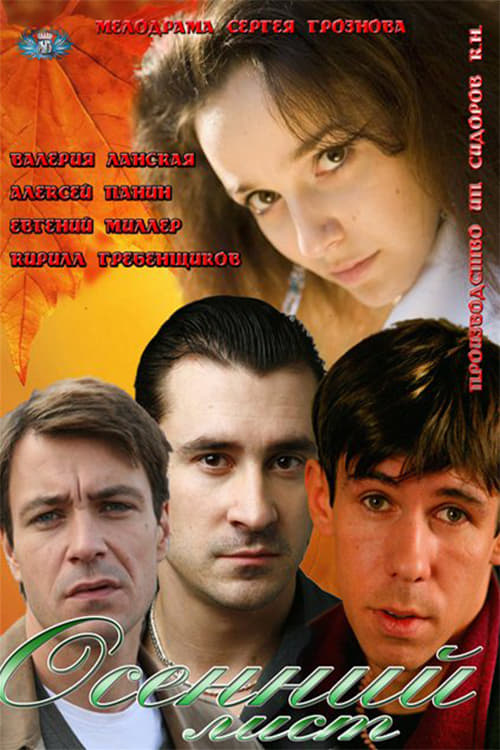 МЕЛОДРАМА СЕРГЕЯ ГРОЗНОВА
ВАЛЕРИЯ ЛАНСКАЯ
АЛЕКСЕЙ ПАНИН
ЕВГЕНИЙ МИЛЛЕР
КИРИЛЛ ГРЕБЕНЩИКОВ
ПРОИЗВОДСТВО ИП СИДОРОВ К.Н.
Осенний
лист